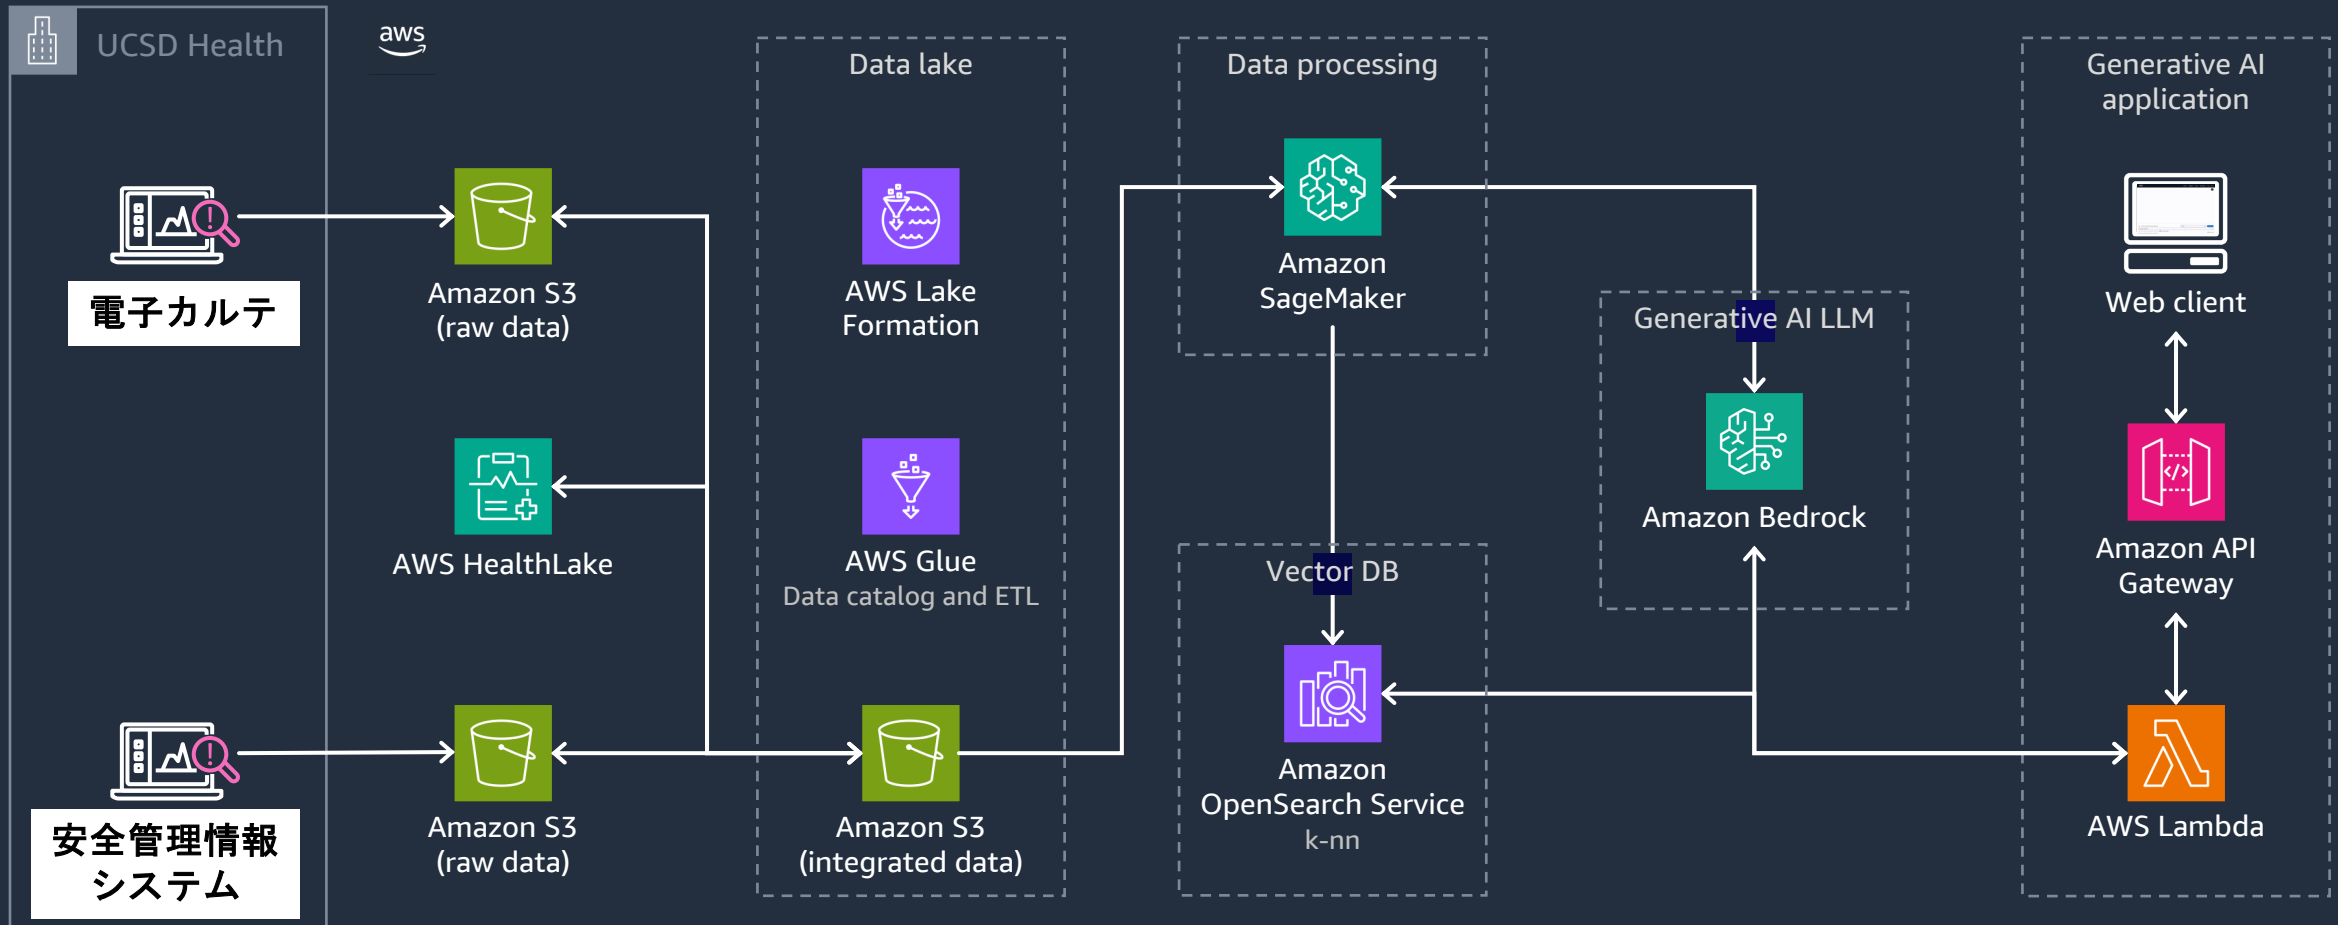 UCSD Health
aws
電子カルテ
安全管理情報
システム
Amazon S3
(raw data)
AWS HealthLake
Amazon S3
(raw data)
Data lake
AWS Lake
Formation
AWS Glue
Data catalog and ETL
Amazon S3
(integrated data)
Data processing
Amazon
SageMaker
Vector DB
Amazon
OpenSearch Service
k-nn
Generative AI LLM
Amazon Bedrock
Generative AI
application
Web client
Amazon API
Gateway
AWS Lambda